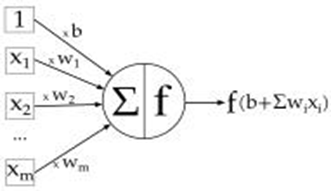 1
× b
x₁
× w₁
Σ f
f(b+Σwᵢxᵢ)
x₂
× w₂
...
xₘ
× wₘ